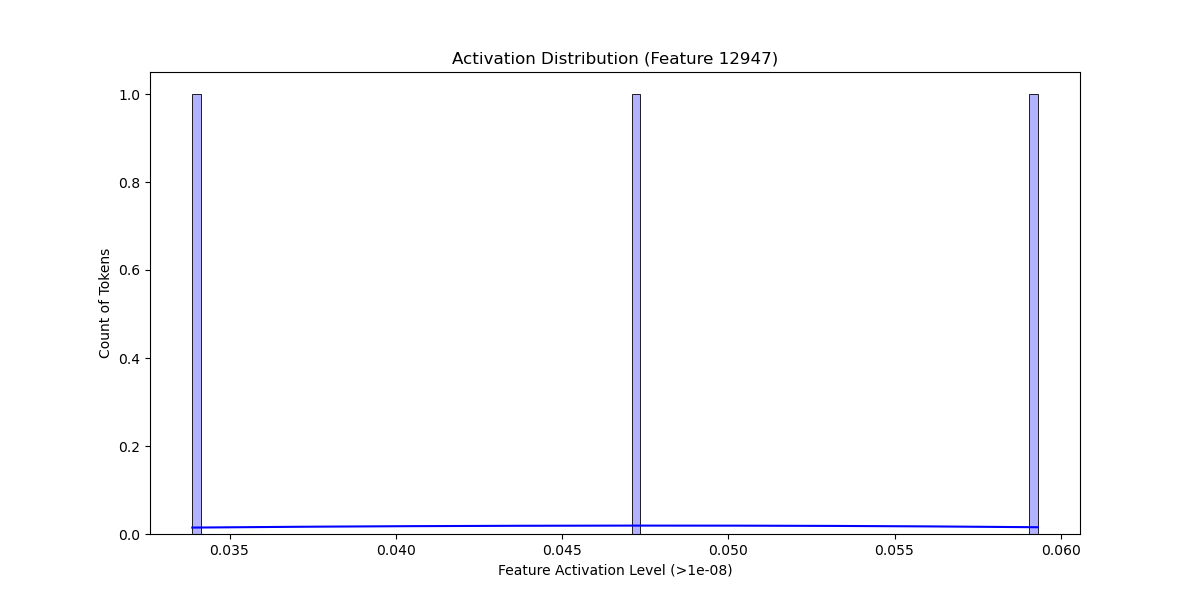 Activation Distribution (Feature 12947)
1.0
0.8
0.6
0.4
0.2
0.0
Count of Tokens
0.035 0.040 0.045 0.050 0.055 0.060
Feature Activation Level (>1e-08)